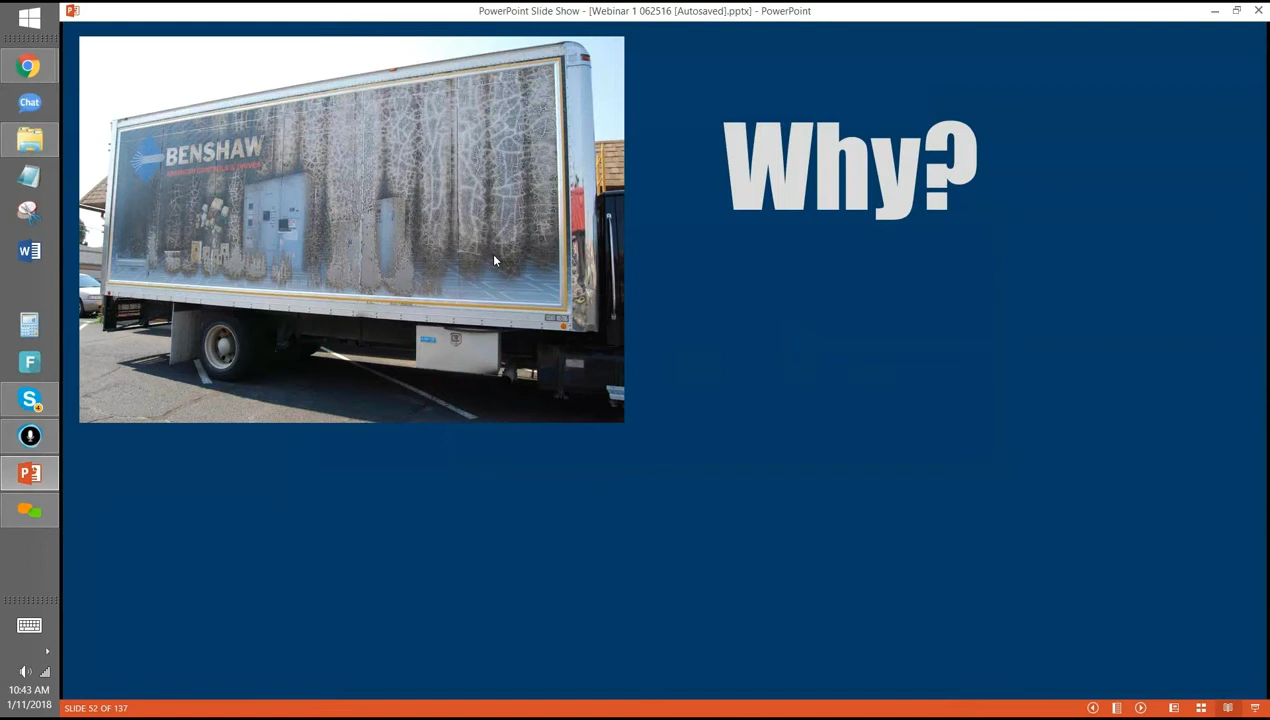 PowerPoint Slide Show - [Webinar 1 062516 [Autosaved].pptx] - PowerPoint
Chat
BENSHAW
Why?
W
F
S
4
P
10:43 AM
1/11/2018
SLIDE 52 OF 137